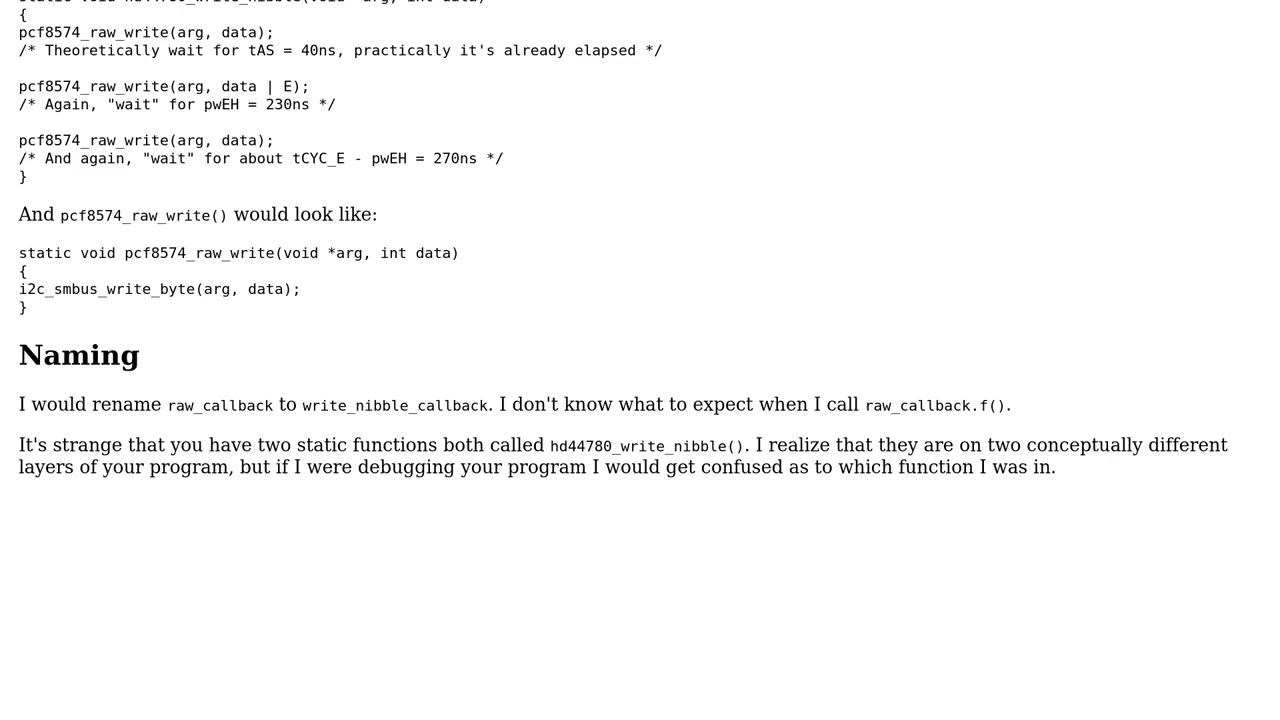 {
pcf8574_raw_write(arg, data);
/* Theoretically wait for tAS = 40ns, practically it's already elapsed */
pcf8574_raw_write(arg, data | E);
/* Again, "wait" for pwEH = 230ns */
pcf8574_raw_write(arg, data);
/* And again, "wait" for about tCYC_E - pwEH = 270ns */
}
And pcf8574_raw_write() would look like:
static void pcf8574_raw_write(void *arg, int data)
{
i2c_smbus_write_byte(arg, data);
}
Naming
I would rename raw_callback to write_nibble_callback. I don't know what to expect when I call raw_callback.f().
It's strange that you have two static functions both called hd44780_write_nibble(). I realize that they are on two conceptually different
layers of your program, but if I were debugging your program I would get confused as to which function I was in.